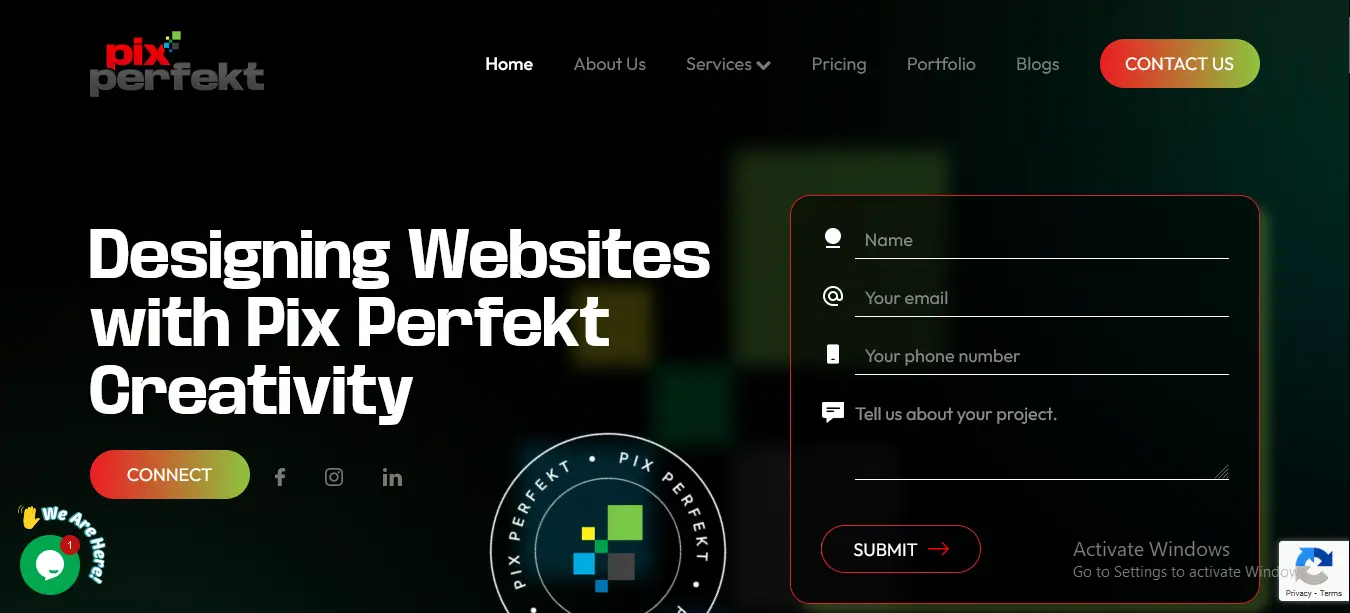 pix
perfekt
Home
About Us
Services
Pricing
Portfolio
Blogs
CONTACT US
Designing Websites
with Pix Perfekt
Creativity
CONNECT
We Are Here!
1
PIX PERFEKT • PIX PERFEKT •
Name
Your email
Your phone number
Tell us about your project.
SUBMIT
Activate Windows
Go to Settings to activate Window
Privacy - Terms